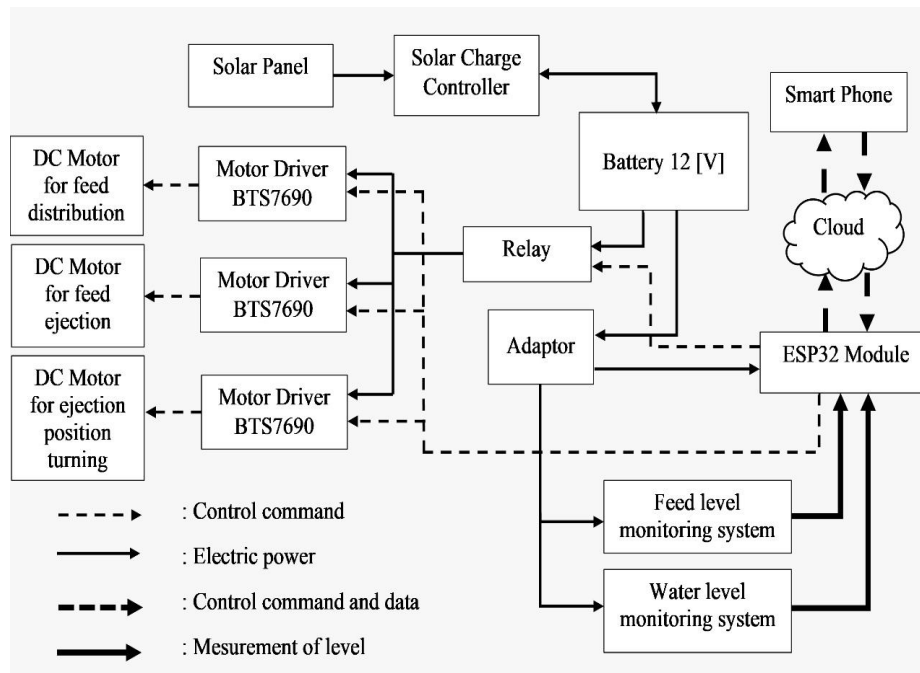 Solar Panel
Solar Charge
Controller
Smart Phone
DC Motor
for feed
distribution
Motor Driver
BTS7690
Battery 12 [V]
Cloud
Relay
DC Motor
for feed
ejection
Motor Driver
BTS7690
Adaptor
ESP32 Module
DC Motor
for ejection
position
turning
Motor Driver
BTS7690
Feed level
monitoring system
Water level
monitoring system
: Control command
: Electric power
: Control command and data
: Mesurement of level